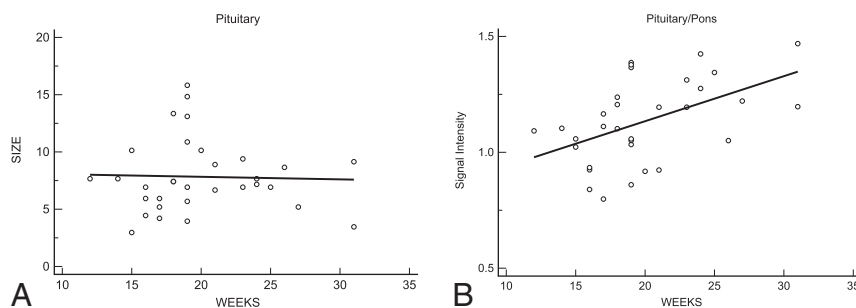 Pituitary
20
15
10
5
0
SIZE
10 15 20 25 30 35
WEEKS
A
Pituitary/Pons
1.5
1.0
0.5
Signal Intensity
10 15 20 25 30 35
WEEKS
B